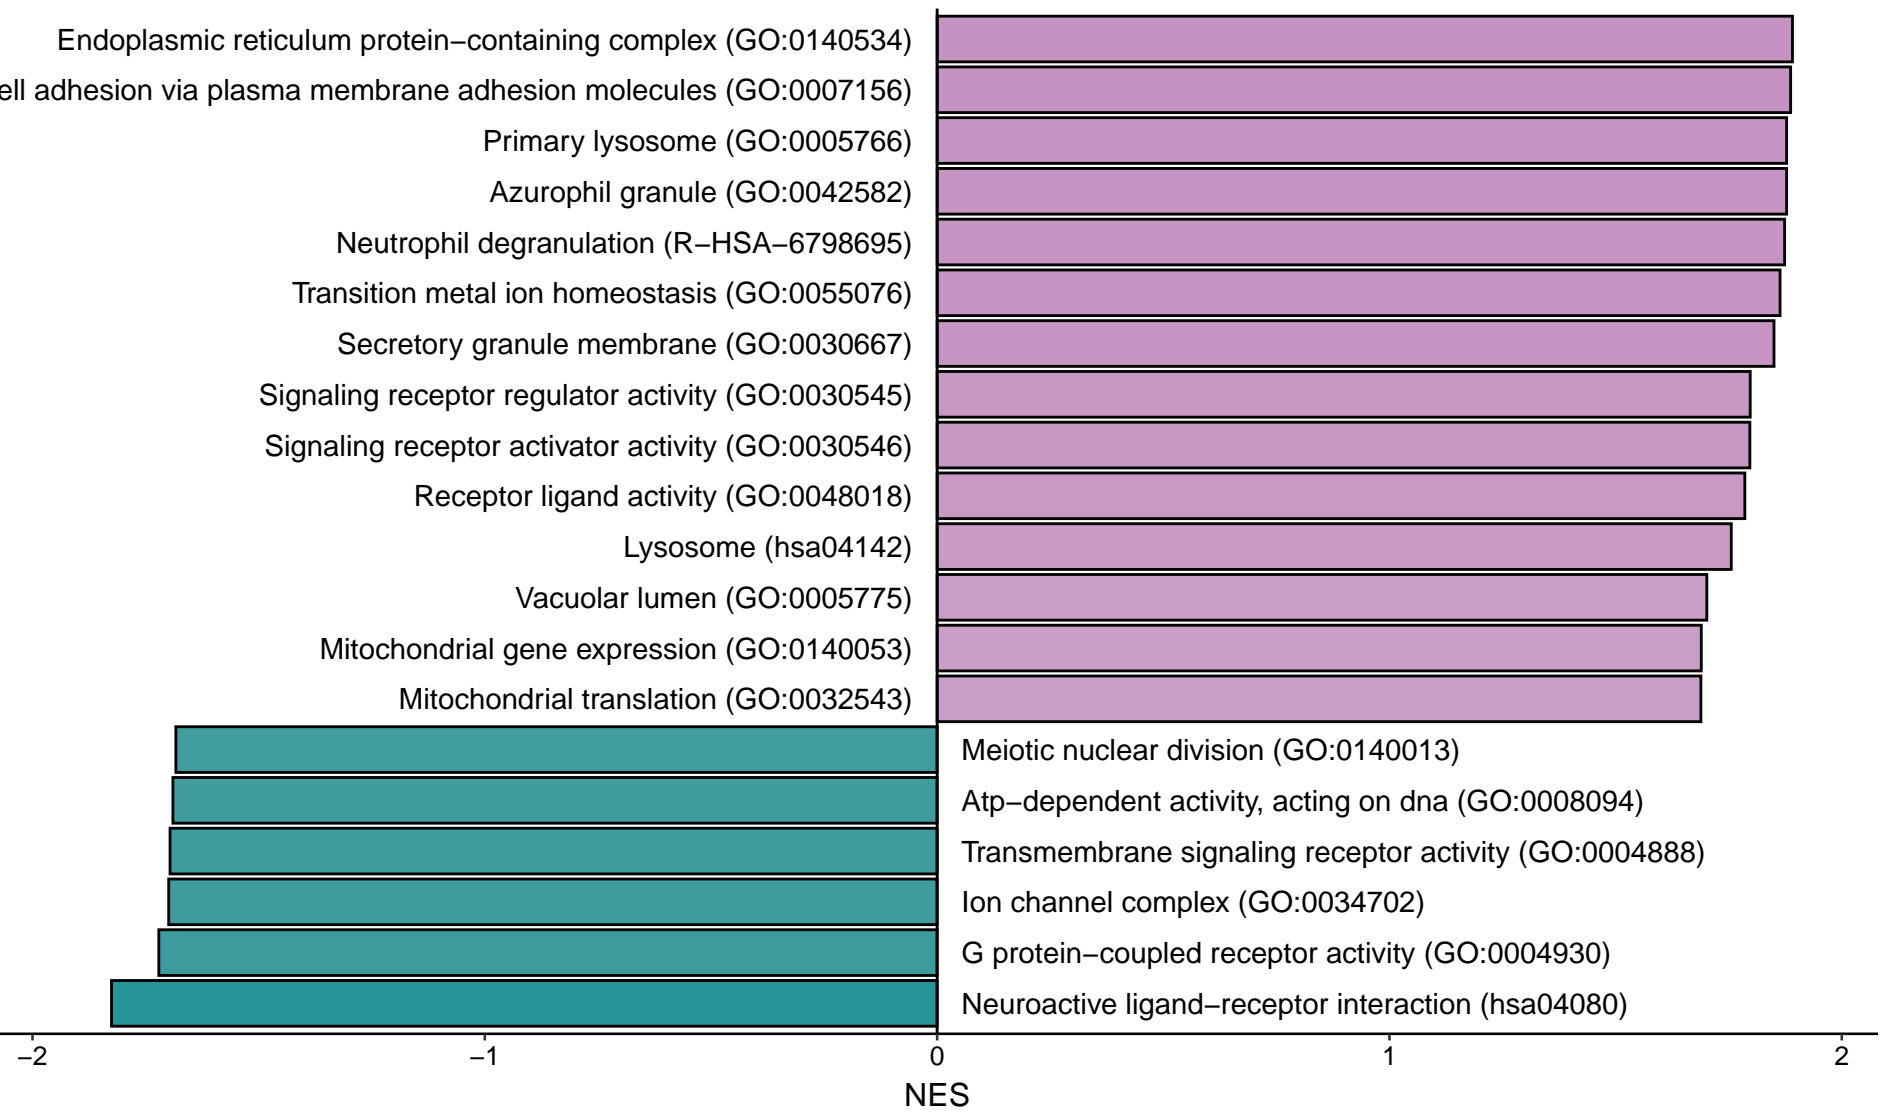 Endoplasmic reticulum protein−containing complex (GO:0140534)
adhesion via plasma membrane adhesion molecules (GO:0007156)
Primary lysosome (GO:0005766)
Azurophil granule (GO:0042582)
Neutrophil degranulation (R−HSA−6798695)
Transition metal ion homeostasis (GO:0055076)
Secretory granule membrane (GO:0030667)
Signaling receptor regulator activity (GO:0030545)
Signaling receptor activator activity (GO:0030546)
Receptor ligand activity (GO:0048018)
Lysosome (hsa04142)
Vacuolar lumen (GO:0005775)
Mitochondrial gene expression (GO:0140053)
Mitochondrial translation (GO:0032543)
Meiotic nuclear division (GO:0140013)
Atp−dependent activity, acting on dna (GO:0008094)
Transmembrane signaling receptor activity (GO:0004888)
Ion channel complex (GO:0034702)
G protein−coupled receptor activity (GO:0004930)
Neuroactive ligand−receptor interaction (hsa04080)
−2 −1 0 1 2
NES